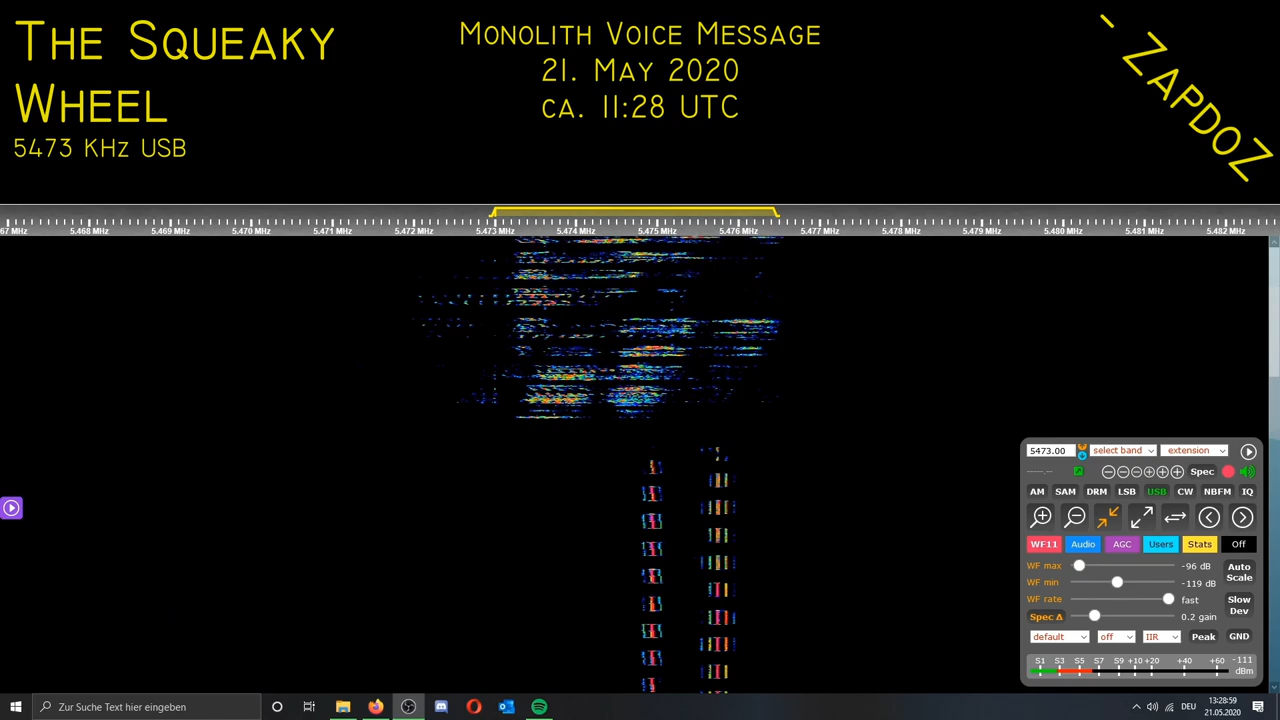 The Squeaky
Wheel
5473 KHz USB
Monolith Voice Message
21. May 2020
ca. 11:28 UTC
- ZAPDOZ
67 MHz 5.468 MHz 5.469 MHz 5.470 MHz 5.471 MHz 5.472 MHz 5.473 MHz 5.474 MHz 5.475 MHz 5.476 MHz 5.477 MHz 5.478 MHz 5.479 MHz 5.480 MHz 5.481 MHz 5.482 MHz
5473.00 select band extension
Spec
AM SAM DRM LSB USB CW NBFM IQ
WF11 Audio AGC Users Stats Off
WF max -96 dB
WF min -119 dB
Auto
Scale
WF rate fast
Spec Δ 0.2 gain
Slow
Dev
default off IIR Peak GND
S1 S3 S5 S7 S9 +10 +20 +40 +60 -111
dBm
Zur Suche Text hier eingeben
DEU
13:28:59
21.05.2020